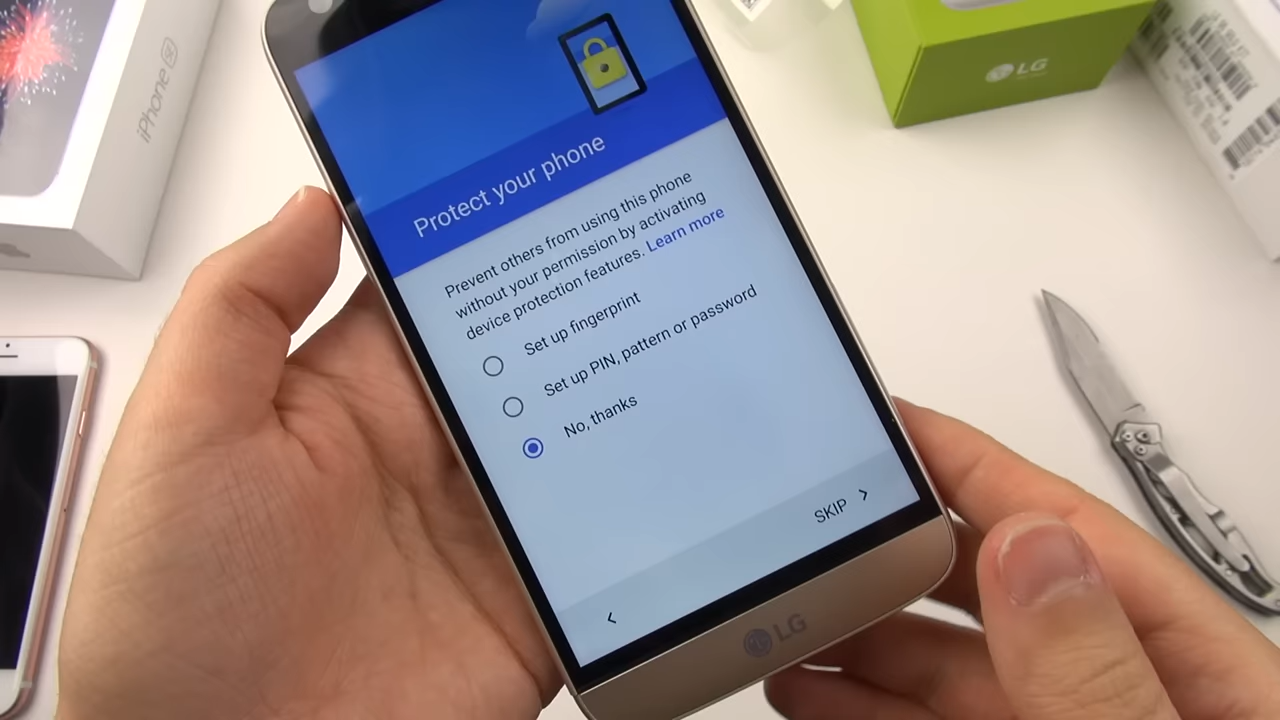 iPhone SE
LG
Protect your phone
Prevent others from using this phone
without your permission by activating
device protection features. Learn more
Set up fingerprint
Set up PIN, pattern or password
No, thanks
SKIP
LG